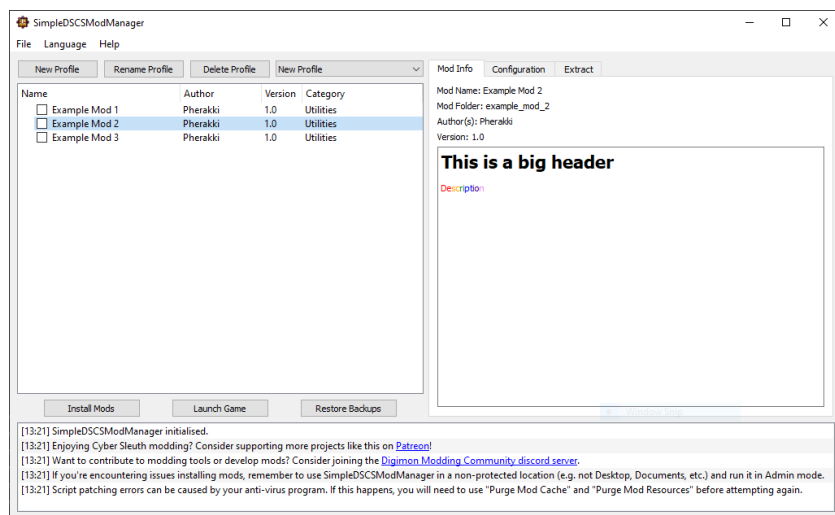 SimpleDSCSModManager
File Language Help
New Profile Rename Profile Delete Profile New Profile
Mod Info Configuration Extract
Name Author Version Category
Example Mod 1 Pherakki 1.0 Utilities
Example Mod 2 Pherakki 1.0 Utilities
Example Mod 3 Pherakki 1.0 Utilities
Mod Name: Example Mod 2
Mod Folder: example_mod_2
Author(s): Pherakki
Version: 1.0
This is a big header
Description
Window Snip
Install Mods Launch Game Restore Backups
[13:21] SimpleDSCSModManager initialised.
[13:21] Enjoying Cyber Sleuth modding? Consider supporting more projects like this on Patreon!
[13:21] Want to contribute to modding tools or develop mods? Consider joining the Digimon Modding Community discord server.
[13:21] If you're encountering issues installing mods, remember to use SimpleDSCSModManager in a non-protected location (e.g. not Desktop, Documents, etc.) and run it in Admin mode.
[13:21] Script patching errors can be caused by your anti-virus program. If this happens, you will need to use "Purge Mod Cache" and "Purge Mod Resources" before attempting again.